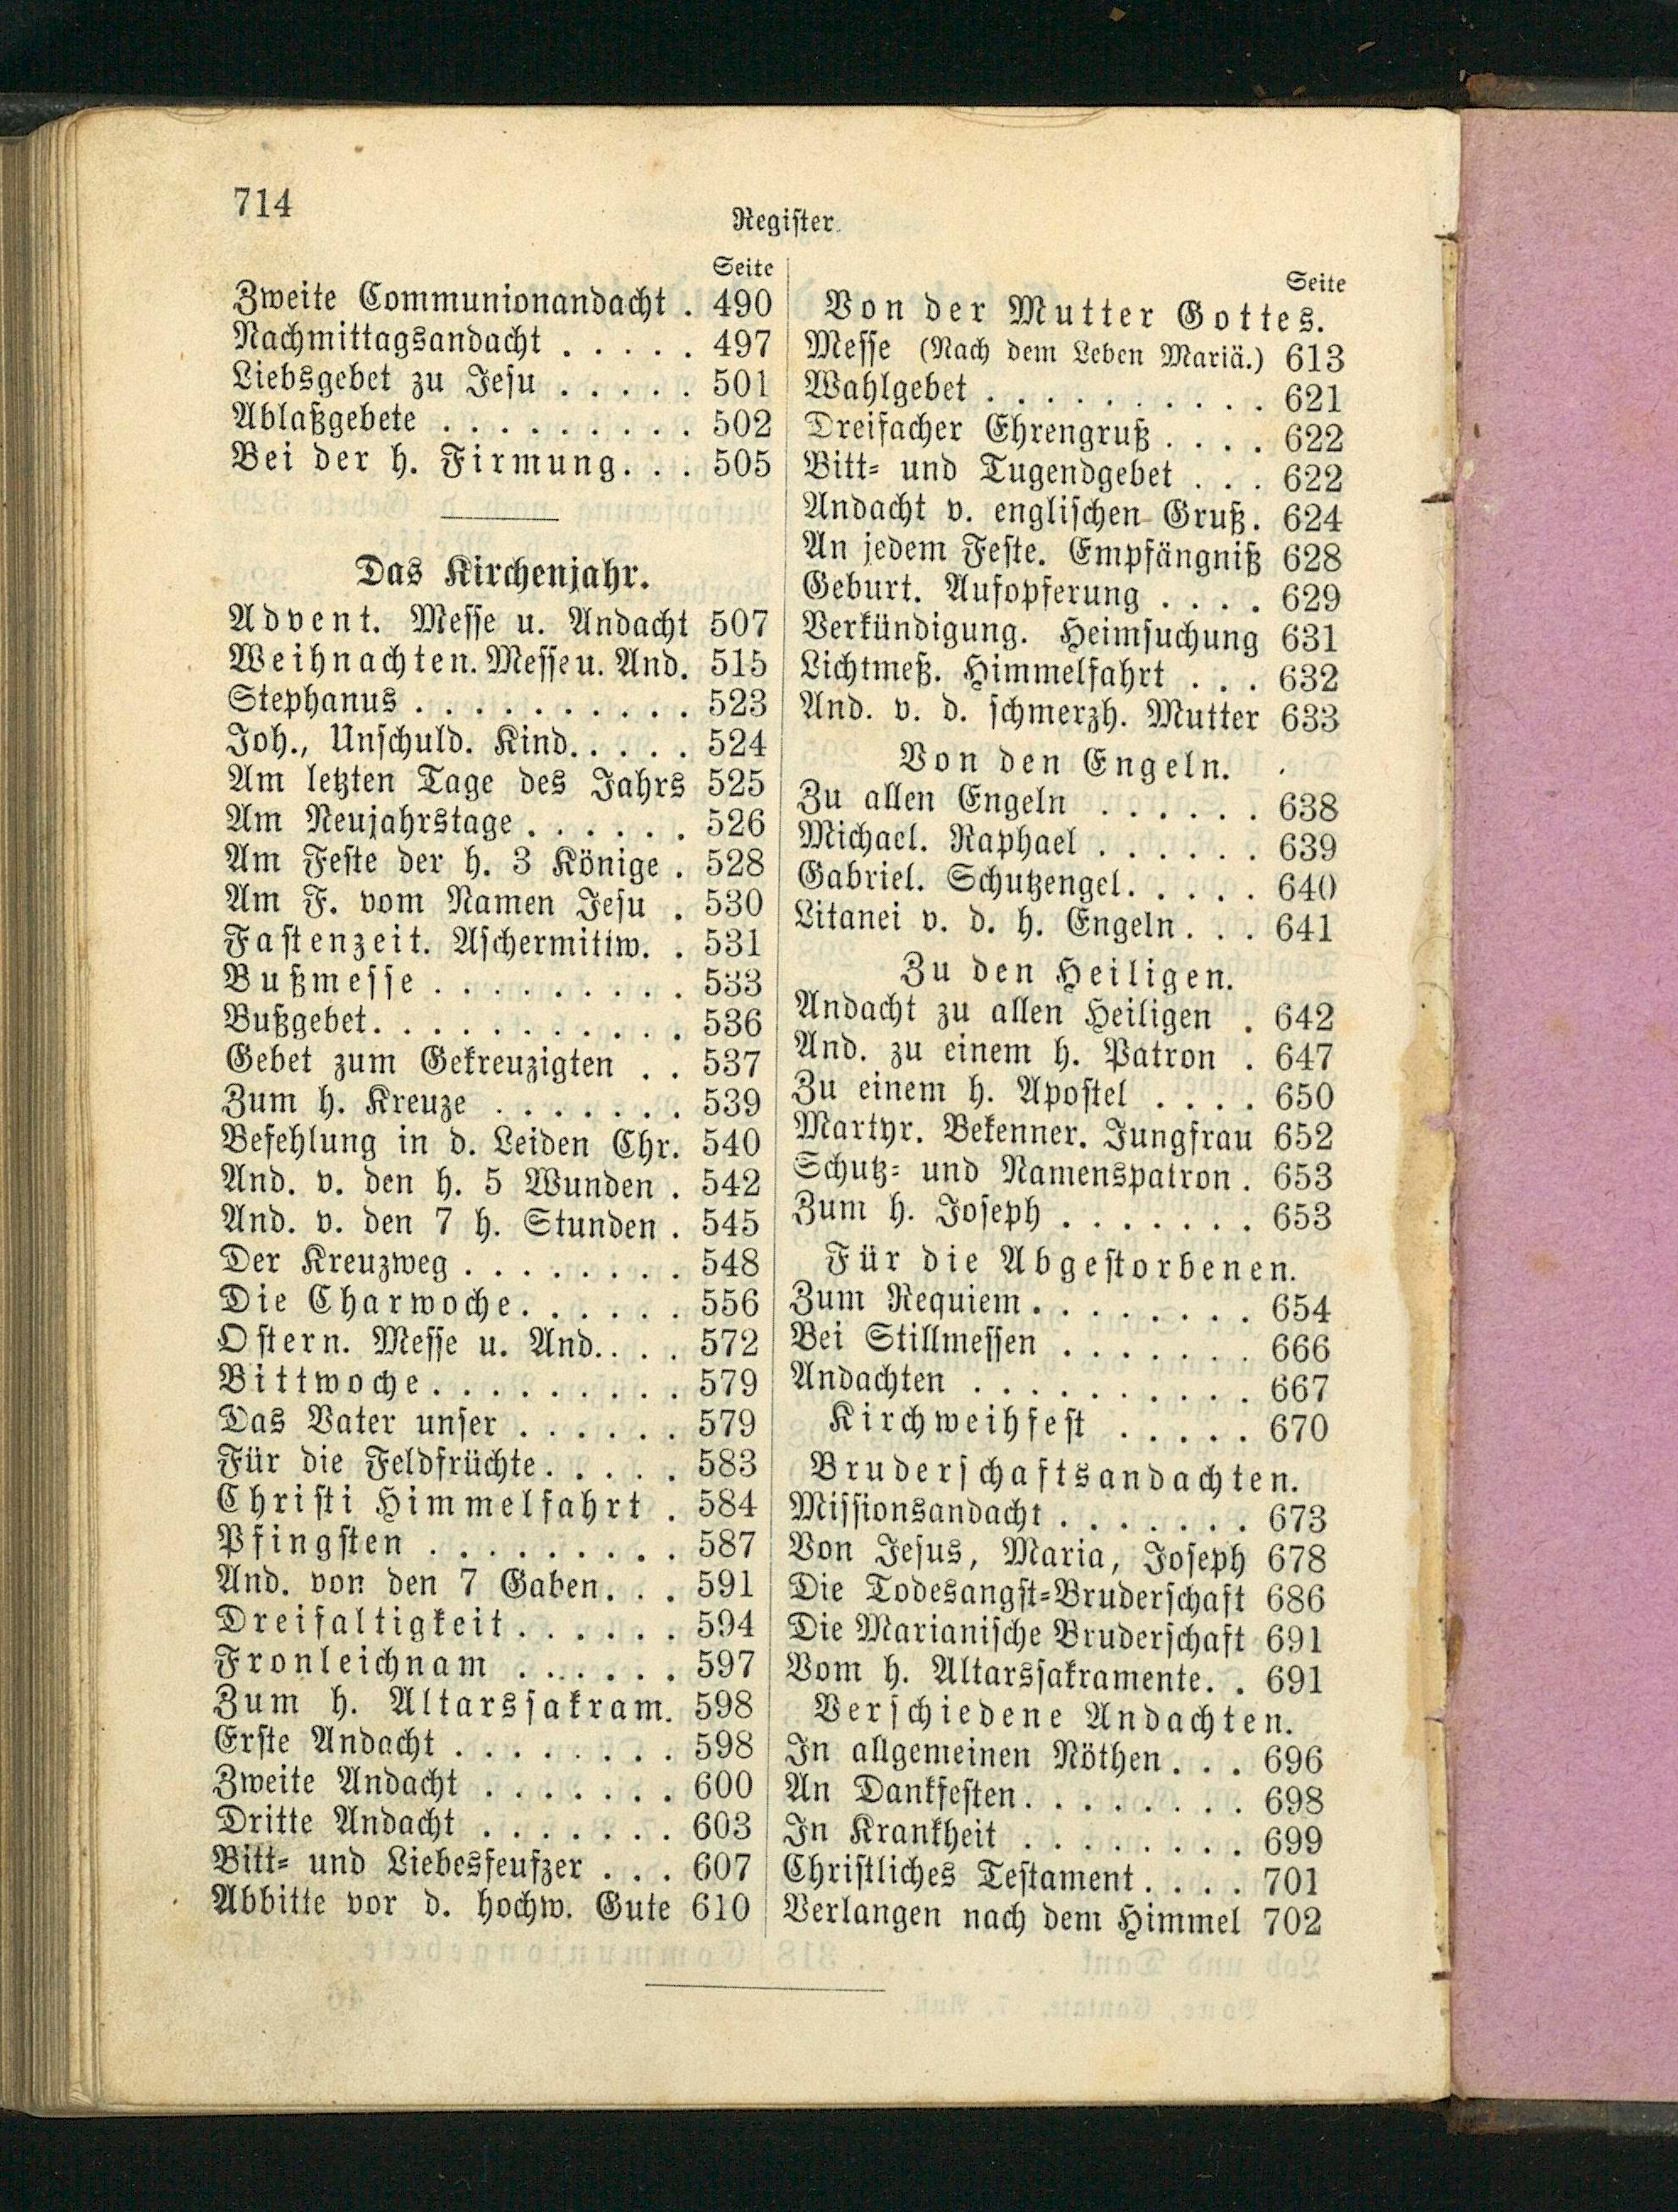 714
Register.
Seite
Zweite Communionandacht . 490
Nachmittagsandacht . . . . . 497
Liebsgebet zu Jesu . . . . . 501
Ablaßgebete . . . . . . . . . 502
Bei der h. Firmung. . . 505
Das Kirchenjahr.
Advent. Messe u. Andacht 507
Weihnachten. Messe u. And. 515
Stephanus . . . . . . . . . . 523
Joh., Unschuld. Kind. . . . . 524
Am letzten Tage des Jahrs 525
Am Neujahrstage . . . . . . 526
Am Feste der h. 3 Könige . 528
Am F. vom Namen Jesu . 530
Fastenzeit. Aschermittw. . 531
Bußmesse . . . . . . . . . 533
Bußgebet. . . . . . . . . . . 536
Gebet zum Gekreuzigten . . 537
Zum h. Kreuze . . . . . . . 539
Befehlung in d. Leiden Chr. 540
And. v. den h. 5 Wunden . 542
And. v. den 7 h. Stunden . 545
Der Kreuzweg . . . . . . . . 548
Die Charwoche. . . . . . 556
Ostern. Messe u. And. . . . 572
Bittwoche. . . . . . . . . 579
Das Vater unser . . . . . . 579
Für die Feldfrüchte. . . . . 583
Christi Himmelfahrt . 584
Pfingsten . . . . . . . . . 587
And. von den 7 Gaben. . . 591
Dreifaltigkeit. . . . . . 594
Fronleichnam . . . . . . 597
Zum h. Altarssakram. 598
Erste Andacht . . . . . . . . 598
Zweite Andacht . . . . . . . 600
Dritte Andacht . . . . . . . 603
Bitt- und Liebesseufzer . . . 607
Abbitte vor d. hochw. Gute 610
Seite
Von der Mutter Gottes.
Messe (Nach dem Leben Mariä.) 613
Wahlgebet . . . . . . . . . . 621
Dreifacher Ehrengruß . . . . 622
Bitt- und Tugendgebet . . . 622
Andacht v. englischen Gruß. 624
An jedem Feste. Empfängniß 628
Geburt. Aufopferung . . . . 629
Verkündigung. Heimsuchung 631
Lichtmeß. Himmelfahrt . . . 632
And. v. d. schmerzh. Mutter 633
Von den Engeln.
Zu allen Engeln . . . . . . 638
Michael. Raphael . . . . . . 639
Gabriel. Schutzengel. . . . . 640
Litanei v. d. h. Engeln. . . 641
Zu den Heiligen.
Andacht zu allen Heiligen . 642
And. zu einem h. Patron . 647
Zu einem h. Apostel . . . . 650
Martyr. Bekenner. Jungfrau 652
Schutz- und Namenspatron . 653
Zum h. Joseph . . . . . . . 653
Für die Abgestorbenen.
Zum Requiem . . . . . . . . 654
Bei Stillmessen . . . . . . . 666
Andachten . . . . . . . . . . 667
Kirchweihfest . . . . . 670
Bruderschaftsandachten.
Missionsandacht . . . . . . . 673
Von Jesus, Maria, Joseph 678
Die Todesangst-Bruderschaft 686
Die Marianische Bruderschaft 691
Vom h. Altarssakramente. . 691
Verschiedene Andachten.
In allgemeinen Nöthen. . . 696
An Dankfesten. . . . . . . . 698
In Krankheit . . . . . . . . 699
Christliches Testament. . . . 701
Verlangen nach dem Himmel 702